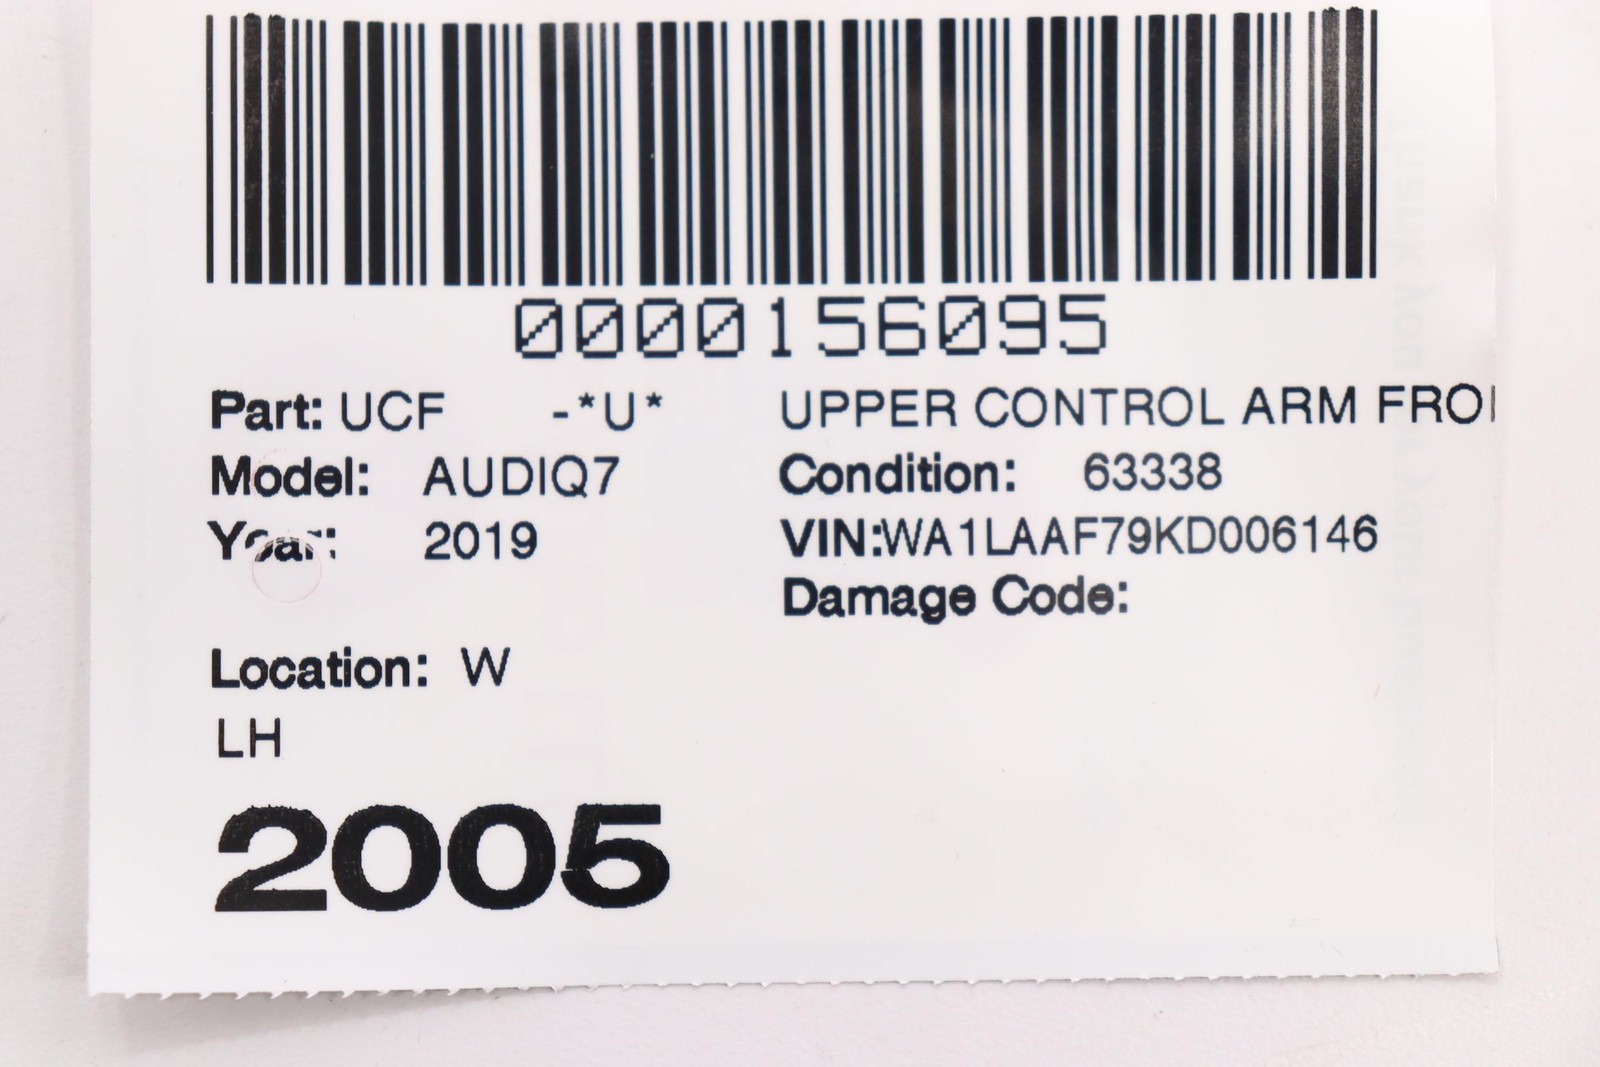 0000156095
Part: UCF -*U* UPPER CONTROL ARM FRO
Model: AUDIQ7 Condition: 63338
Year: 2019 VIN:WA1LAAF79KD006146
Damage Code:
Location: W
LH
2005